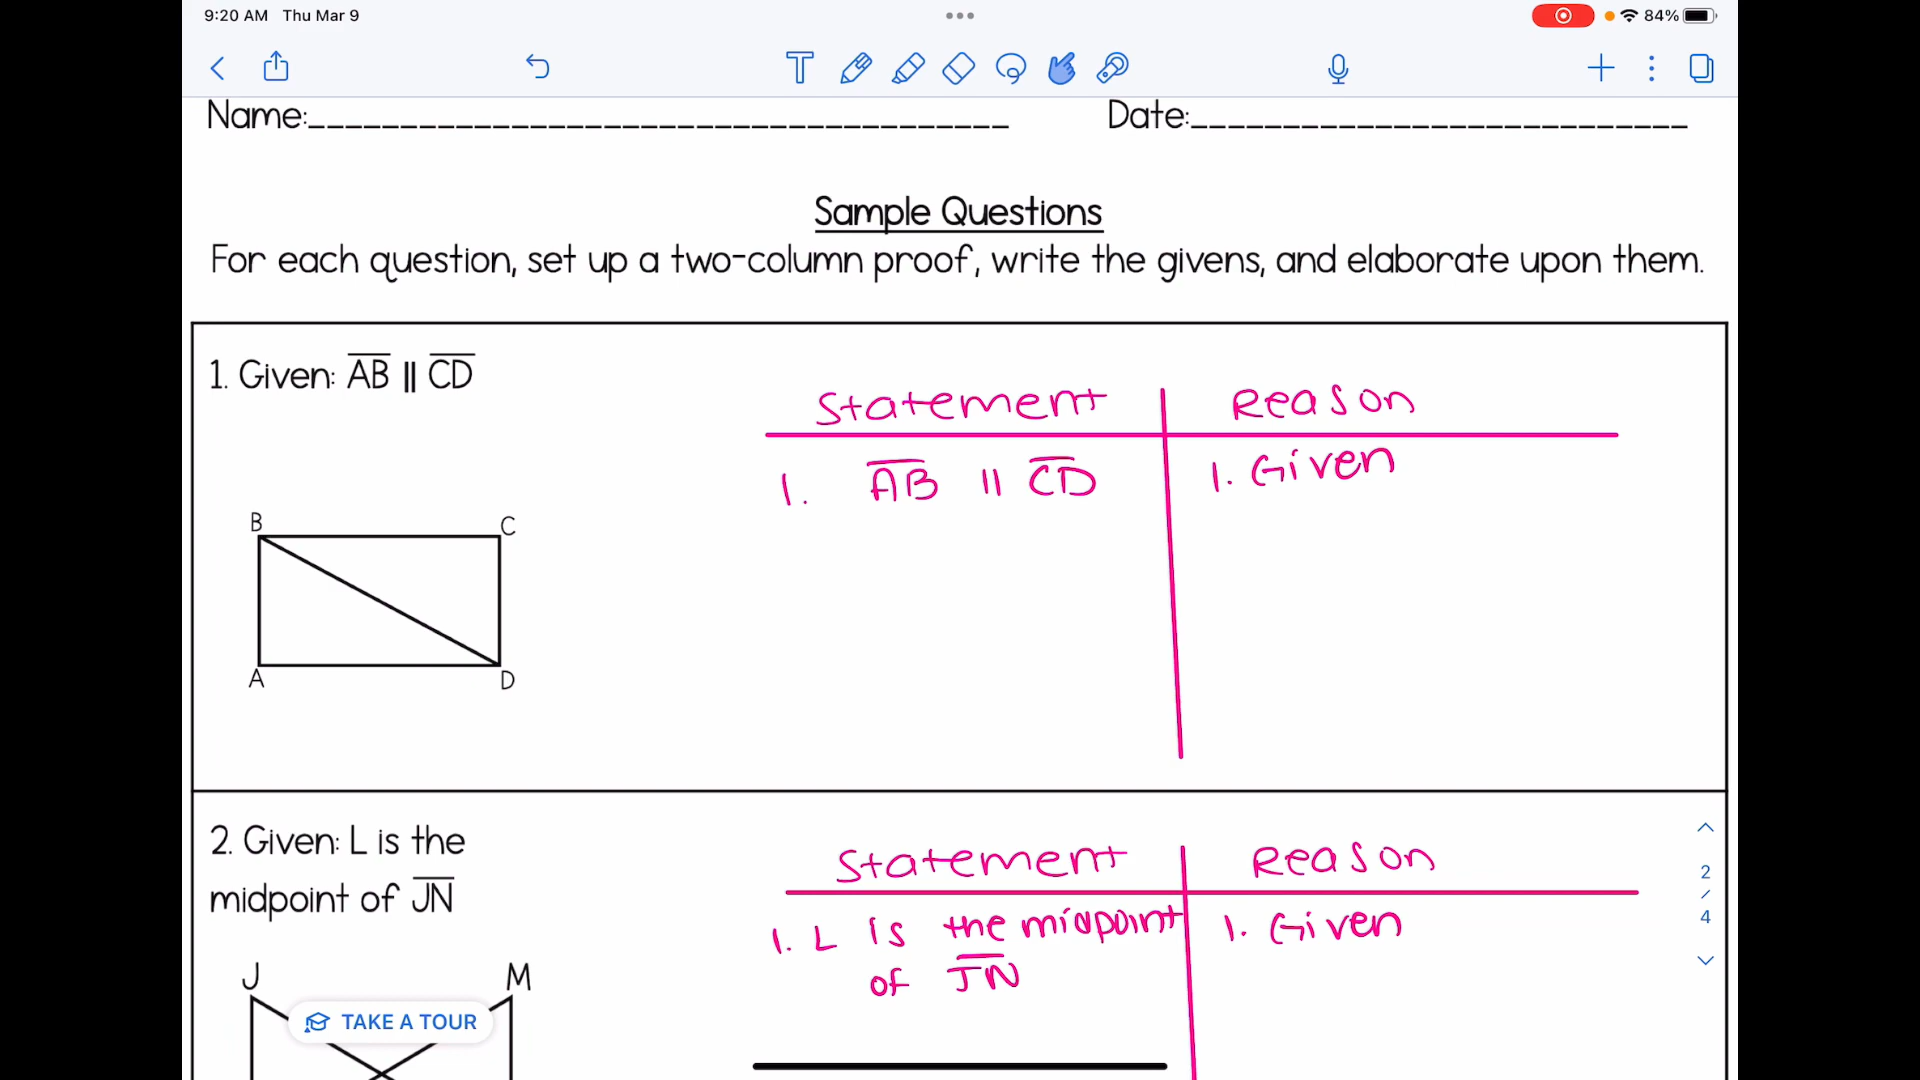 9:20 AM Thu Mar 9
84%
Name:___________________________________ Date:_________________________
Sample Questions
For each question, set up a two-column proof, write the givens, and elaborate upon them.
1. Given: AB || CD
Statement Reason
1. AB || CD 1. Given
B C
A D
2. Given: L is the
midpoint of JN
Statement Reason
1. L is the midpoint 1. Given
of JN
J M
TAKE A TOUR
2
/
4